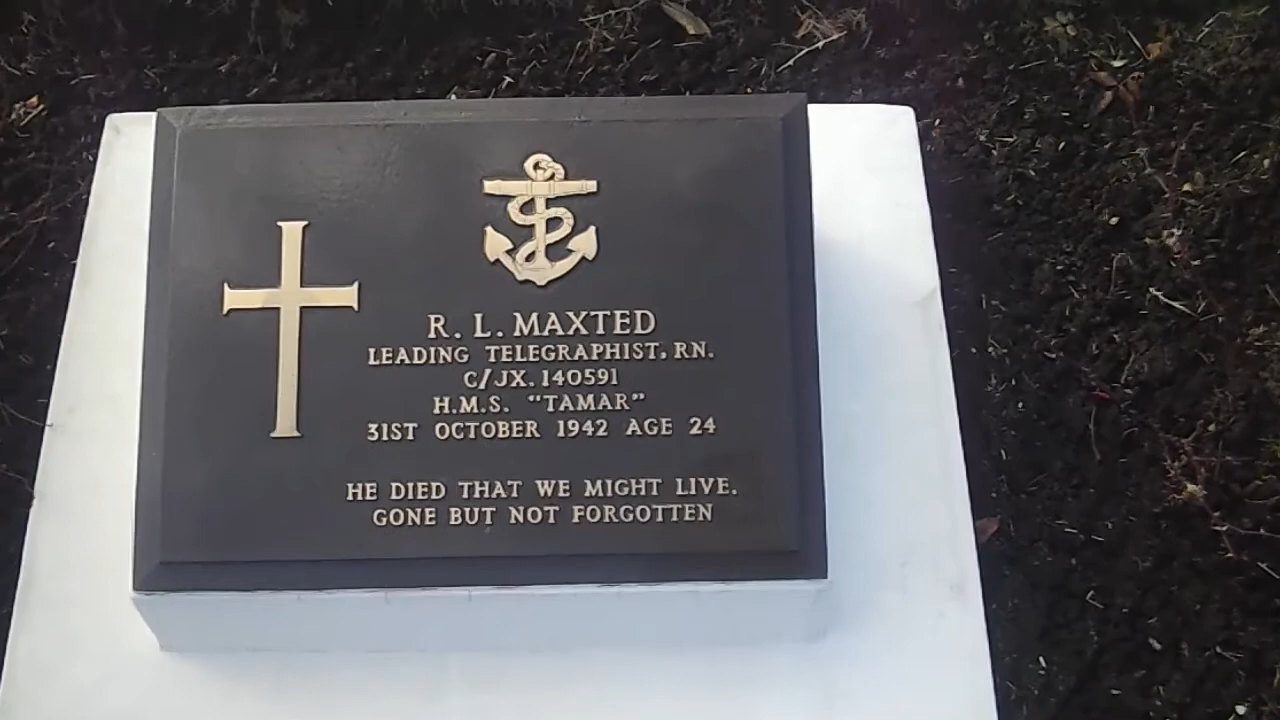 R. L. MAXTED
LEADING TELEGRAPHIST, RN.
C/JX. 140591
H.M.S. "TAMAR"
31ST OCTOBER 1942 AGE 24
HE DIED THAT WE MIGHT LIVE.
GONE BUT NOT FORGOTTEN